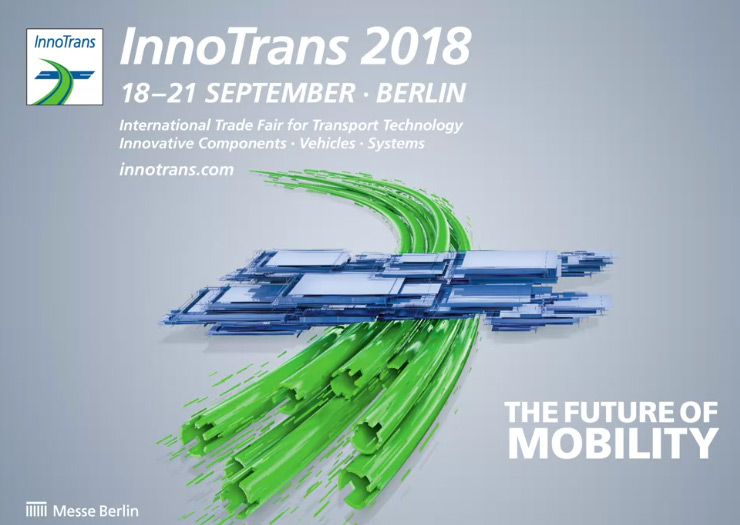 InnoTrans
InnoTrans 2018
18–21 SEPTEMBER · BERLIN
International Trade Fair for Transport Technology
Innovative Components · Vehicles · Systems
innotrans.com
THE FUTURE OF
MOBILITY
Messe Berlin